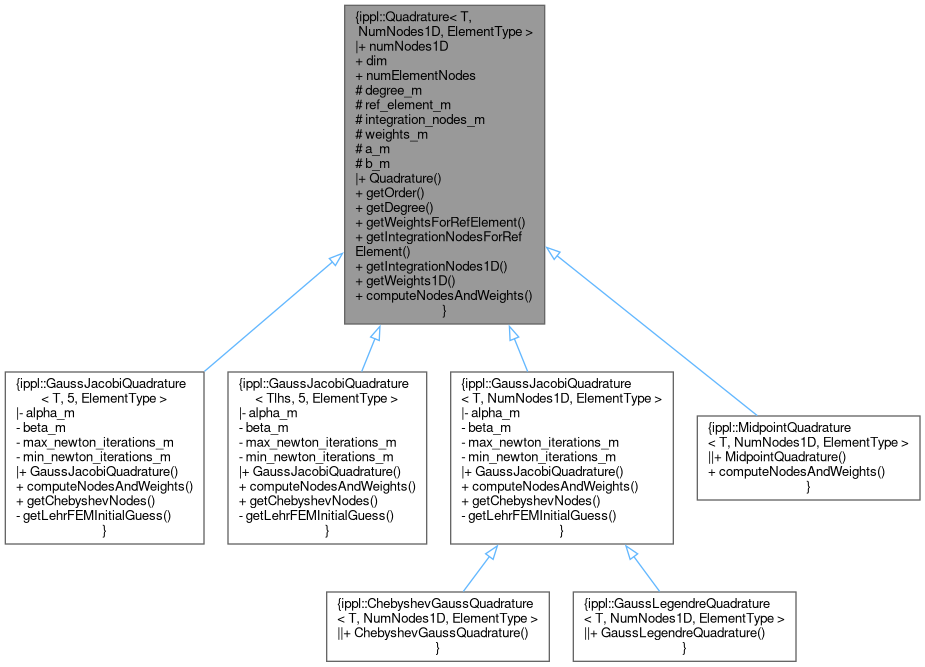 {ippl::Quadrature< T,
NumNodes1D, ElementType >
|+ numNodes1D
+ dim
+ numElementNodes
# degree_m
# ref_element_m
# integration_nodes_m
# weights_m
# a_m
# b_m
|+ Quadrature()
+ getOrder()
+ getDegree()
+ getWeightsForRefElement()
+ getIntegrationNodesForRef
Element()
+ getIntegrationNodes1D()
+ getWeights1D()
+ computeNodesAndWeights()
}
{ippl::GaussJacobiQuadrature
< T, 5, ElementType >
|- alpha_m
- beta_m
- max_newton_iterations_m
- min_newton_iterations_m
|+ GaussJacobiQuadrature()
+ computeNodesAndWeights()
+ getChebyshevNodes()
- getLehrFEMInitialGuess()
}
{ippl::GaussJacobiQuadrature
< Tlhs, 5, ElementType >
|- alpha_m
- beta_m
- max_newton_iterations_m
- min_newton_iterations_m
|+ GaussJacobiQuadrature()
+ computeNodesAndWeights()
+ getChebyshevNodes()
- getLehrFEMInitialGuess()
}
{ippl::GaussJacobiQuadrature
< T, NumNodes1D, ElementType >
|- alpha_m
- beta_m
- max_newton_iterations_m
- min_newton_iterations_m
|+ GaussJacobiQuadrature()
+ computeNodesAndWeights()
+ getChebyshevNodes()
- getLehrFEMInitialGuess()
}
{ippl::MidpointQuadrature
< T, NumNodes1D, ElementType >
||+ MidpointQuadrature()
+ computeNodesAndWeights()
}
{ippl::ChebyshevGaussQuadrature
< T, NumNodes1D, ElementType >
||+ ChebyshevGaussQuadrature()
}
{ippl::GaussLegendreQuadrature
< T, NumNodes1D, ElementType >
||+ GaussLegendreQuadrature()
}